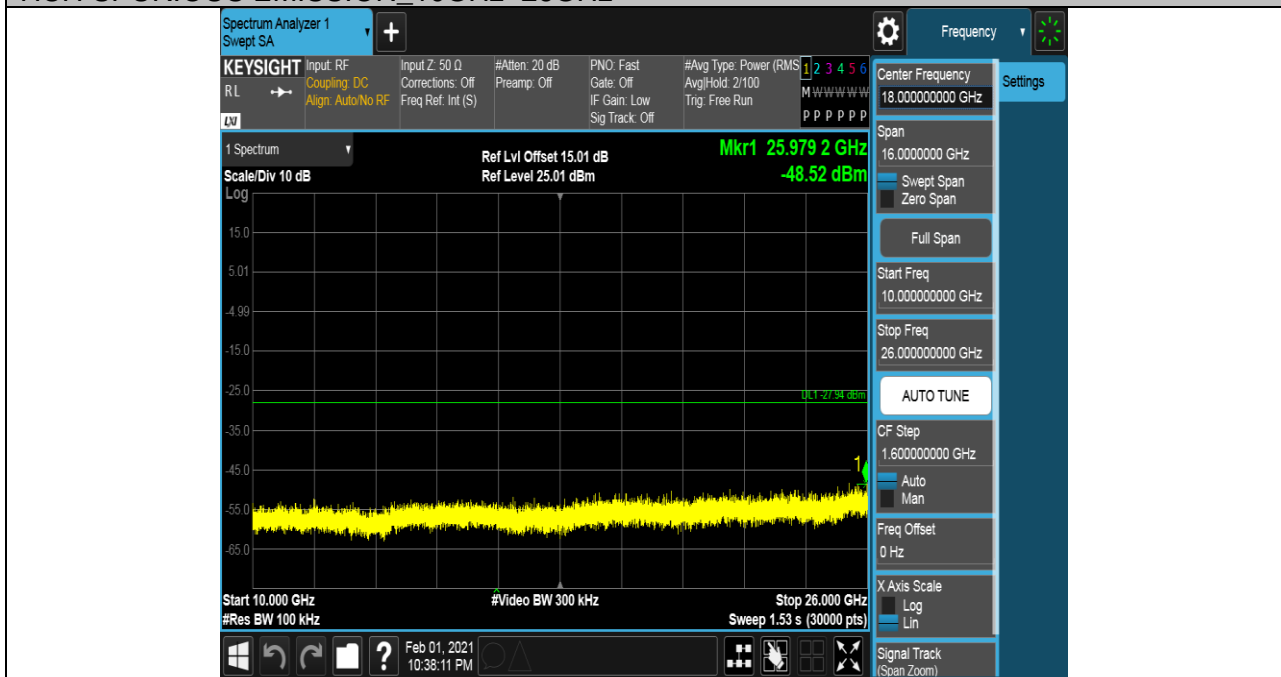 Spectrum Analyzer 1
Swept SA
+
Frequency
KEYSIGHT
RL
LXI
Input: RF
Coupling: DC
Align: Auto/No RF
Input Z: 50 Ω
Corrections: Off
Freq Ref: Int (S)
#Atten: 20 dB
Preamp: Off
PNO: Fast
Gate: Off
IF Gain: Low
Sig Track: Off
#Avg Type: Power (RMS
Avg|Hold: 2/100
Trig: Free Run
1 2 3 4 5 6
M W W W W W
P P P P P P
1 Spectrum
Scale/Div 10 dB
Log
Ref Lvl Offset 15.01 dB
Ref Level 25.01 dBm
Mkr1 25.979 2 GHz
-48.52 dBm
15.0
5.01
-4.99
-15.0
-25.0
DL1 -27.94 dBm
-35.0
-45.0
1
-55.0
-65.0
Start 10.000 GHz
#Video BW 300 kHz
Stop 26.000 GHz
#Res BW 100 kHz
Sweep 1.53 s (30000 pts)
?
Feb 01, 2021
10:38:11 PM
Center Frequency
18.000000000 GHz
Span
16.0000000 GHz
Swept Span
Zero Span
Full Span
Start Freq
10.000000000 GHz
Stop Freq
26.000000000 GHz
AUTO TUNE
CF Step
1.600000000 GHz
Auto
Man
Freq Offset
0 Hz
X Axis Scale
Log
Lin
Signal Track
(Span Zoom)
Settings